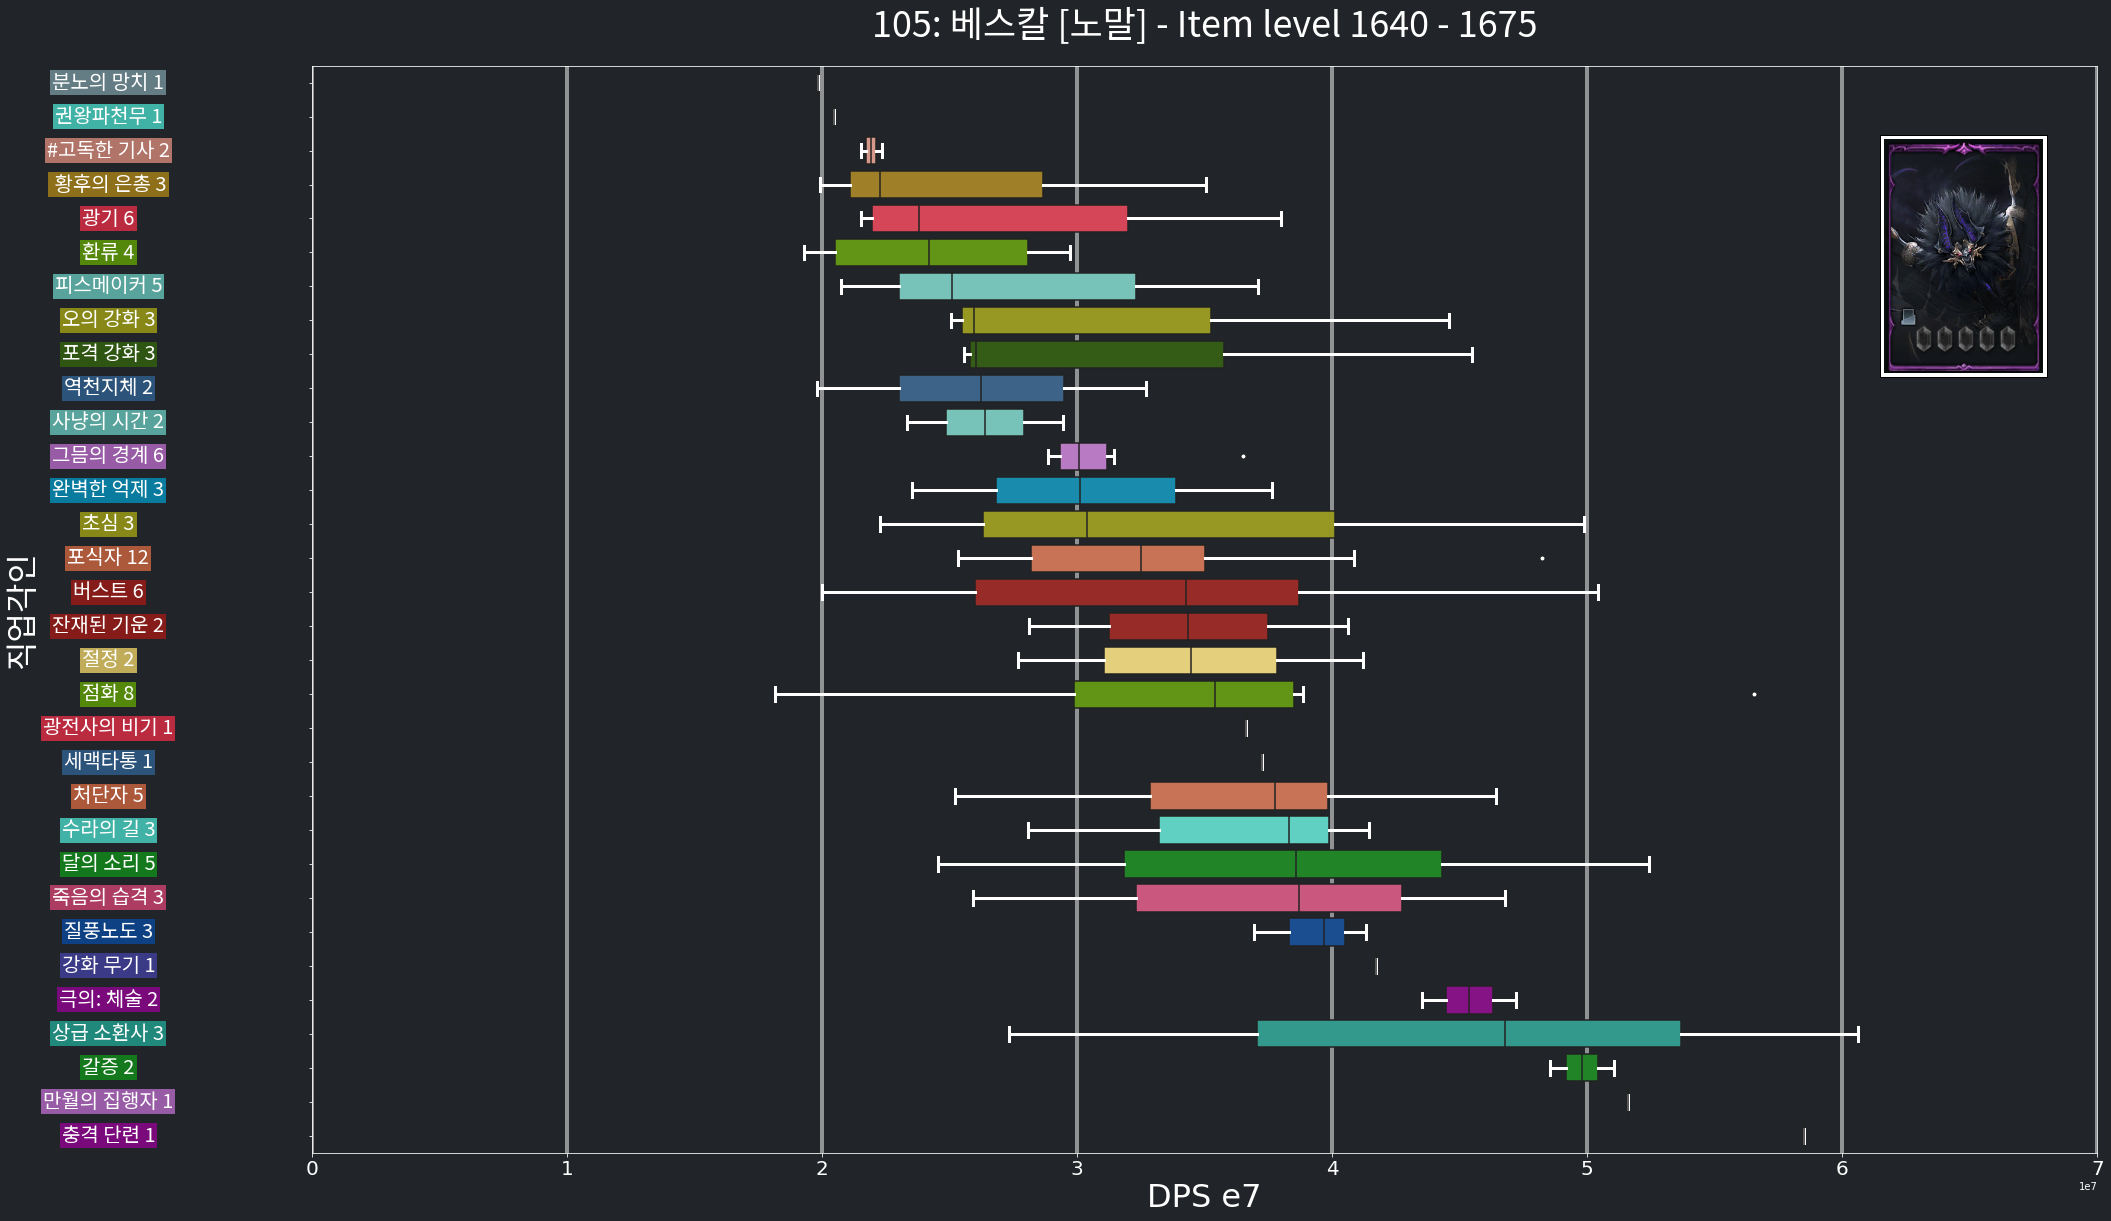 105: 베스칼 [노말] - Item level 1640 - 1675
직업각인
분노의 망치 1
권왕파천무 1
#고독한 기사 2
황후의 은총 3
광기 6
환류 4
피스메이커 5
오의 강화 3
포격 강화 3
역천지체 2
사냥의 시간 2
그믐의 경계 6
완벽한 억제 3
초심 3
포식자 12
버스트 6
잔재된 기운 2
절정 2
점화 8
광전사의 비기 1
세맥타통 1
처단자 5
수라의 길 3
달의 소리 5
죽음의 습격 3
질풍노도 3
강화 무기 1
극의: 체술 2
상급 소환사 3
갈증 2
만월의 집행자 1
충격 단련 1
0 1 2 3 4 5 6 7
1e7
DPS e7